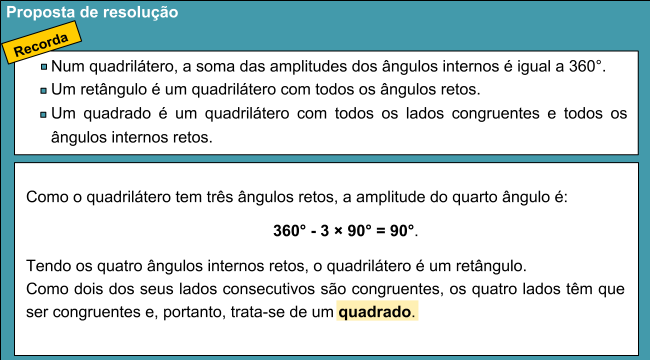 Proposta de resolução
Recorda
Num quadrilátero, a soma das amplitudes dos ângulos internos é igual a 360°.
Um retângulo é um quadrilátero com todos os ângulos retos.
Um quadrado é um quadrilátero com todos os lados congruentes e todos os
ângulos internos retos.
Como o quadrilátero tem três ângulos retos, a amplitude do quarto ângulo é:
360° - 3 × 90° = 90°.
Tendo os quatro ângulos internos retos, o quadrilátero é um retângulo.
Como dois dos seus lados consecutivos são congruentes, os quatro lados têm que
ser congruentes e, portanto, trata-se de um quadrado.